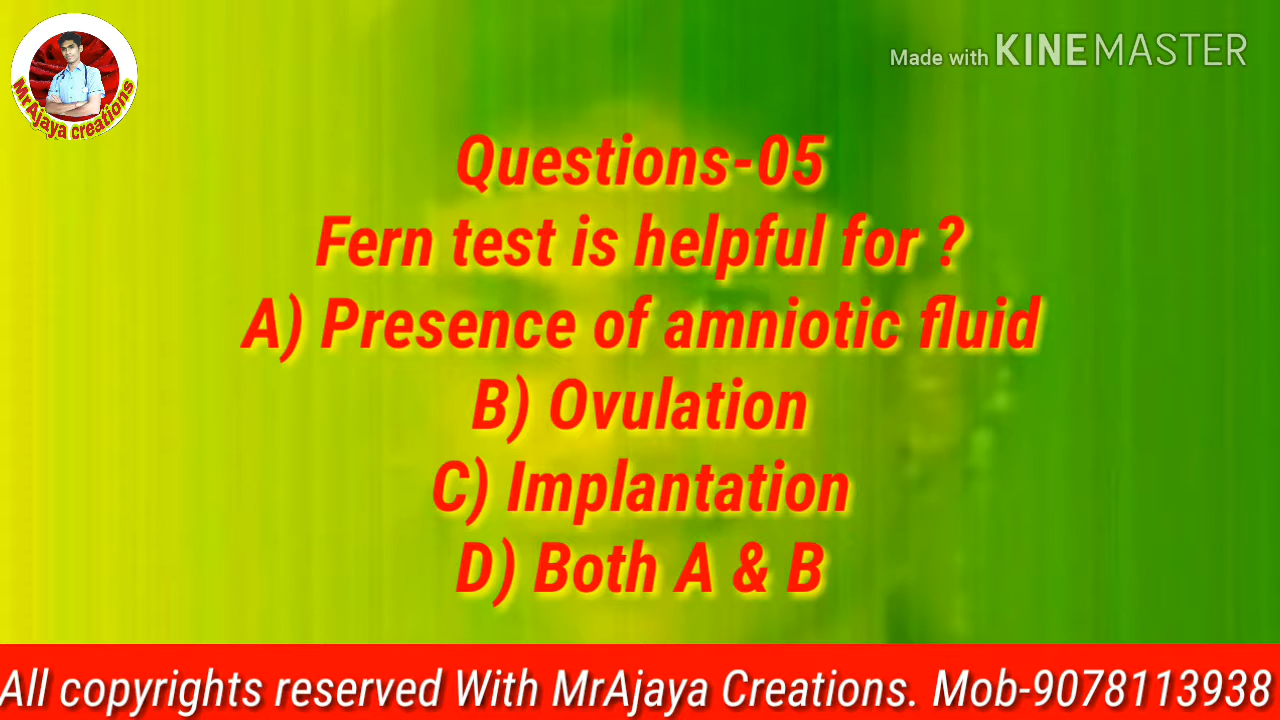 MrAjaya creations
Made with KINEMASTER
Questions-05
Fern test is helpful for ?
A) Presence of amniotic fluid
B) Ovulation
C) Implantation
D) Both A & B
All copyrights reserved With MrAjaya Creations. Mob-9078113938